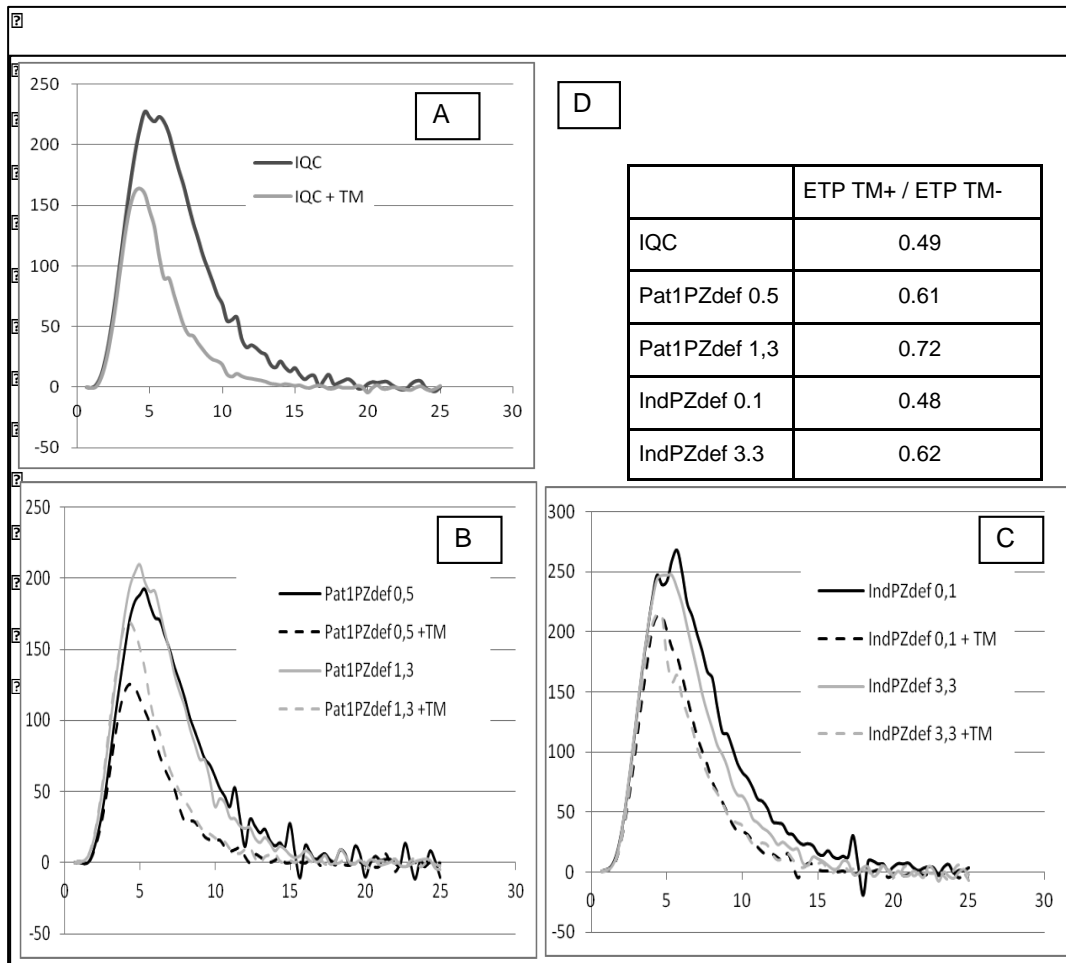 A
250
200
150
100
50
0
-50
0 5 10 15 20 25 30
IQC
IQC + TM
D
ETP TM+ / ETP TM-
IQC 0.49
Pat1PZdef 0.5 0.61
Pat1PZdef 1,3 0.72
IndPZdef 0.1 0.48
IndPZdef 3.3 0.62
B
250
200
150
100
50
0
-50
0 5 10 15 20 25 30
Pat1PZdef 0,5
Pat1PZdef 0,5 +TM
Pat1PZdef 1,3
Pat1PZdef 1,3 +TM
C
300
250
200
150
100
50
0
-50
0 5 10 15 20 25 30
IndPZdef 0,1
IndPZdef 0,1 + TM
IndPZdef 3,3
IndPZdef 3,3 +TM